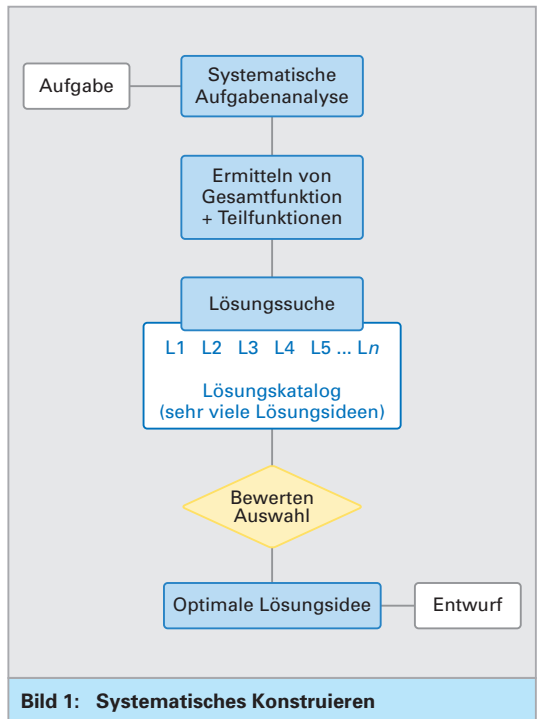 Aufgabe
Systematische
Aufgabenanalyse
Ermitteln von
Gesamtfunktion
+ Teilfunktionen
Lösungssuche
L1 L2 L3 L4 L5 ... Ln
Lösungskatalog
(sehr viele Lösungsideen)
Bewerten
Auswahl
Optimale Lösungsidee
Entwurf
Bild 1: Systematisches Konstruieren